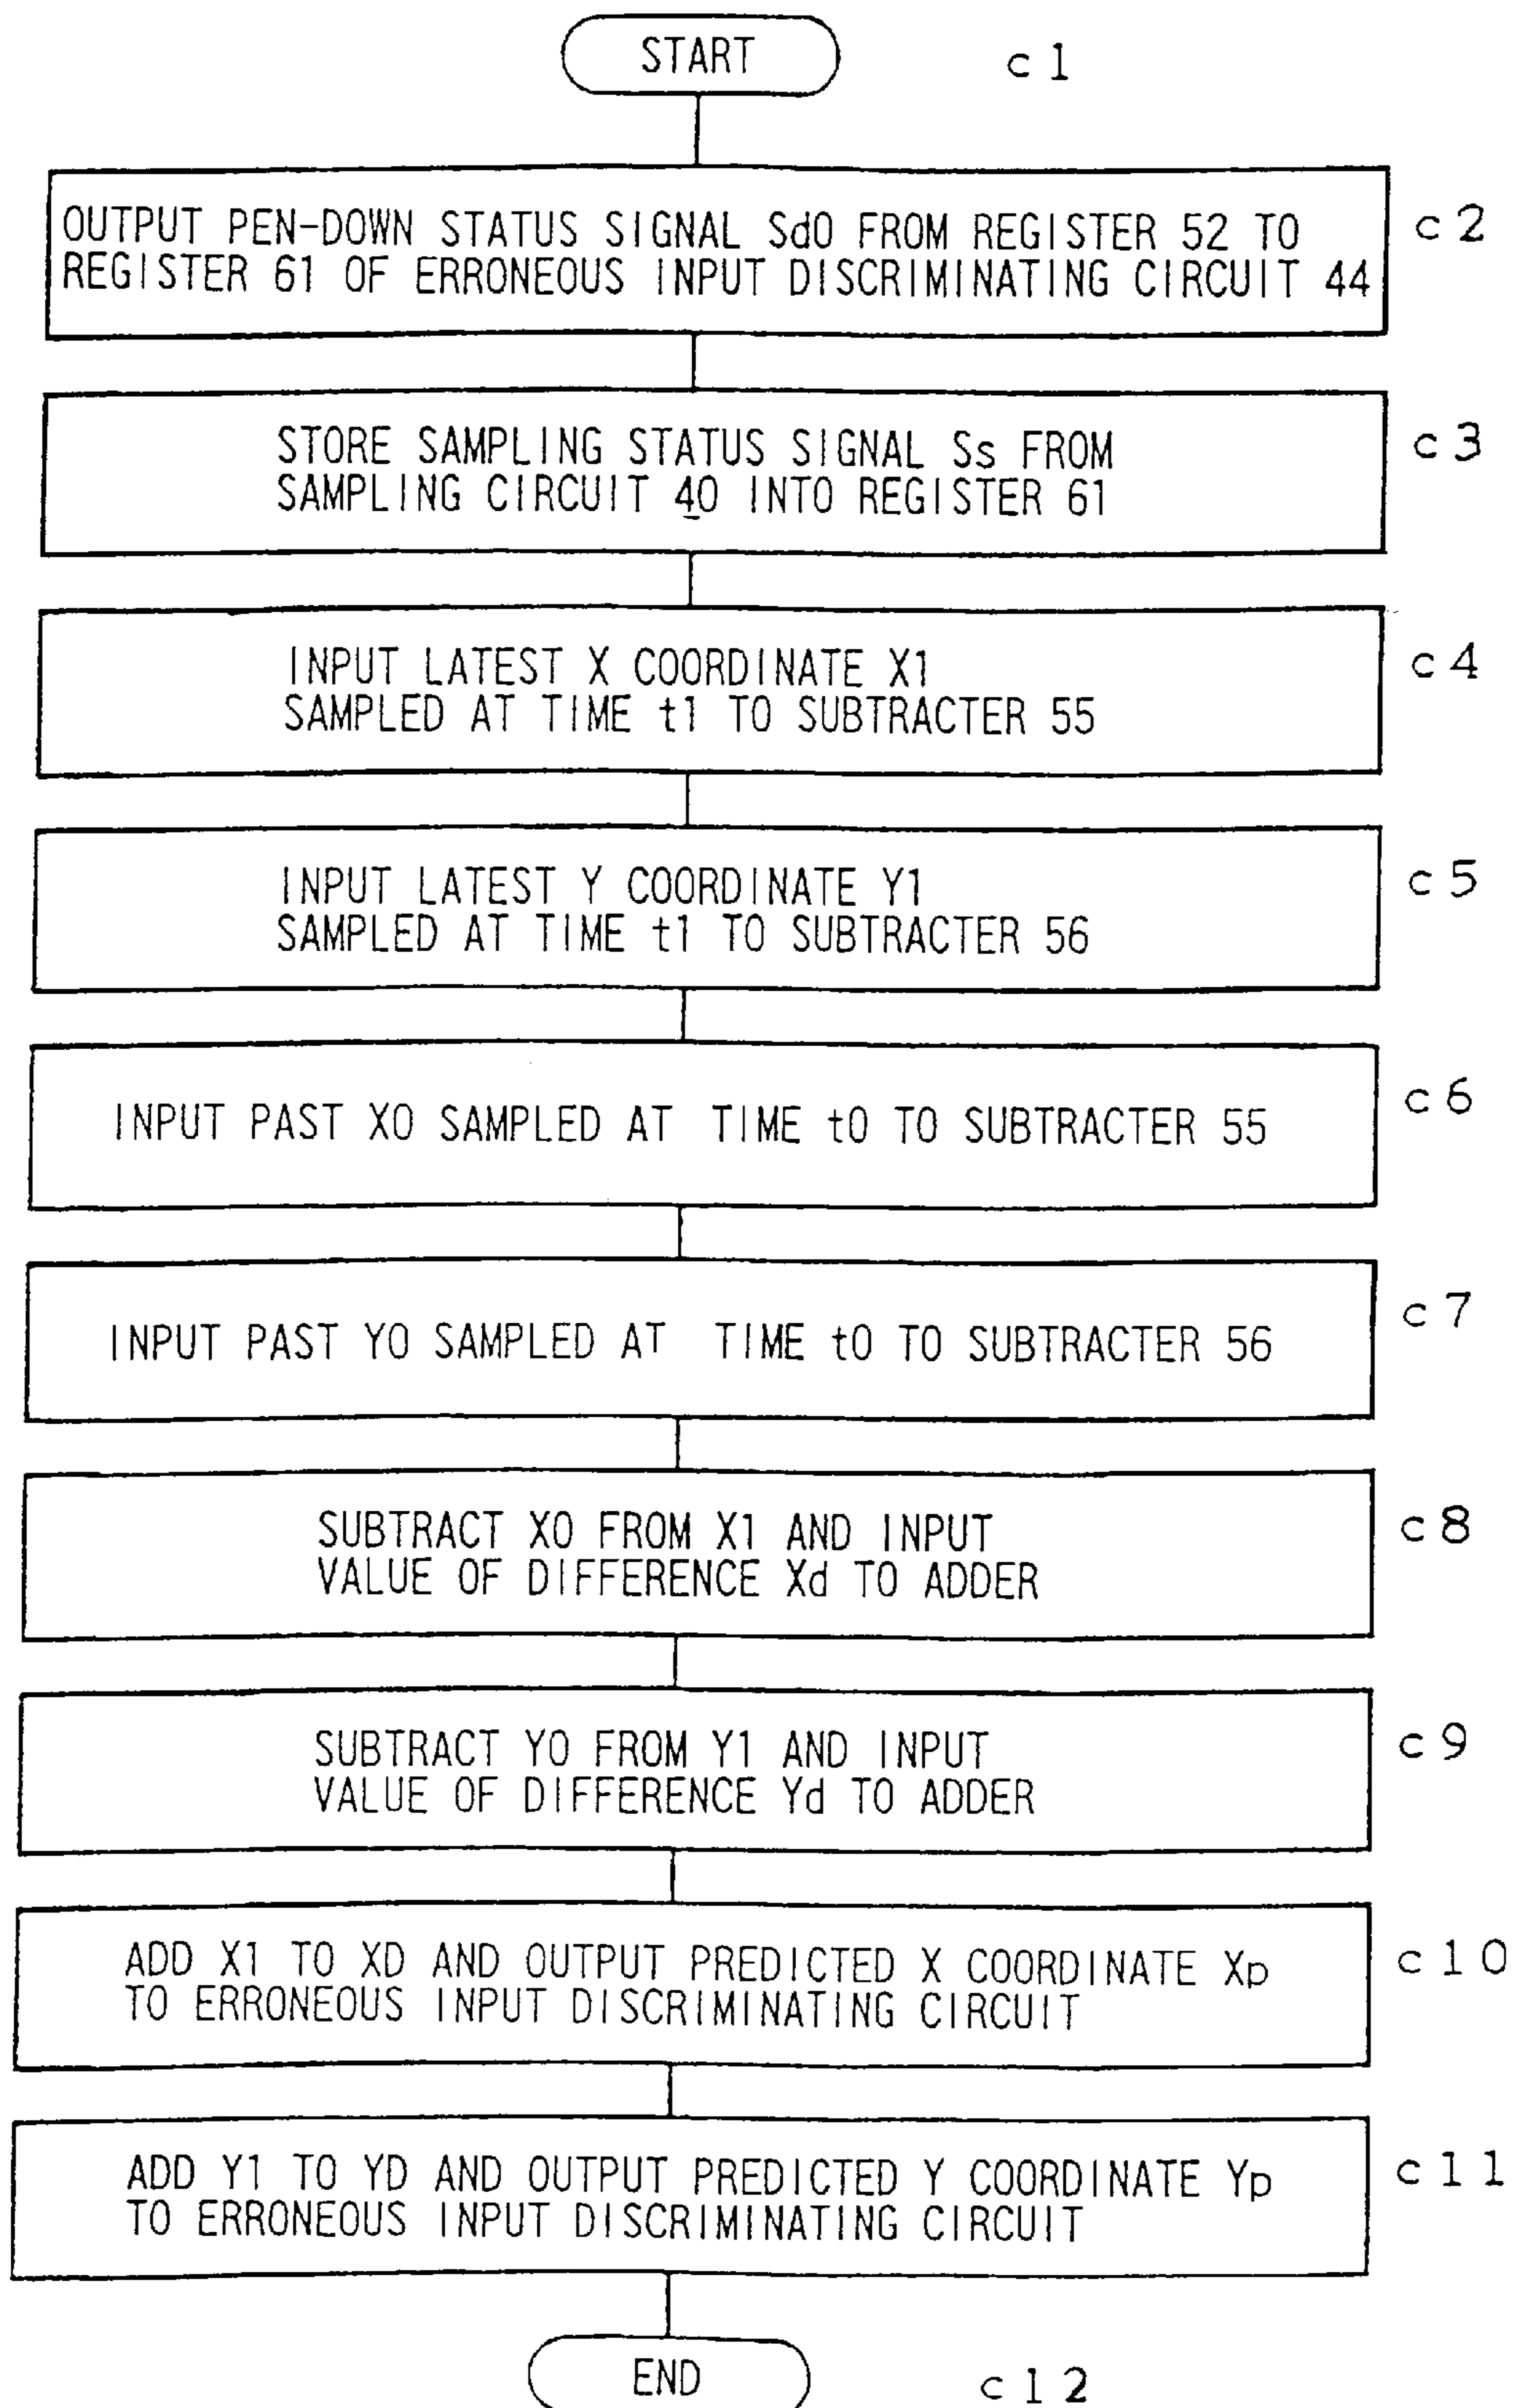 START c1
OUTPUT PEN-DOWN STATUS SIGNAL Sd0 FROM REGISTER 52 TO c2
REGISTER 61 OF ERRONEOUS INPUT DISCRIMINATING CIRCUIT 44
STORE SAMPLING STATUS SIGNAL Ss FROM c3
SAMPLING CIRCUIT 40 INTO REGISTER 61
INPUT LATEST X COORDINATE X1 c4
SAMPLED AT TIME t1 TO SUBTRACTER 55
INPUT LATEST Y COORDINATE Y1 c5
SAMPLED AT TIME t1 TO SUBTRACTER 56
INPUT PAST X0 SAMPLED AT TIME t0 TO SUBTRACTER 55 c6
INPUT PAST Y0 SAMPLED AT TIME t0 TO SUBTRACTER 56 c7
SUBTRACT X0 FROM X1 AND INPUT c8
VALUE OF DIFFERENCE Xd TO ADDER
SUBTRACT Y0 FROM Y1 AND INPUT c9
VALUE OF DIFFERENCE Yd TO ADDER
ADD X1 TO XD AND OUTPUT PREDICTED X COORDINATE Xp c10
TO ERRONEOUS INPUT DISCRIMINATING CIRCUIT
ADD Y1 TO YD AND OUTPUT PREDICTED Y COORDINATE Yp c11
TO ERRONEOUS INPUT DISCRIMINATING CIRCUIT
END c12